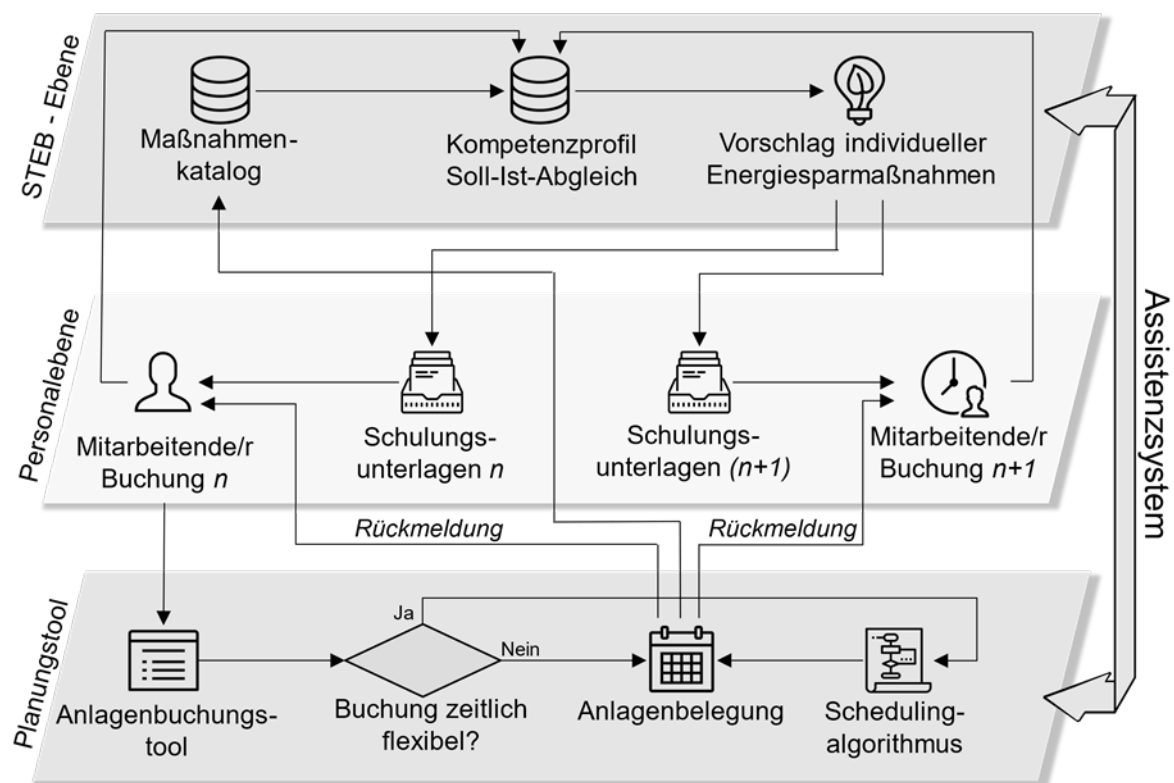 STEB - Ebene
Maßnahmen-
katalog
Kompetenzprofil
Soll-Ist-Abgleich
Vorschlag individueller
Energiesparmaßnahmen
Assistenzsystem
Personalebene
Mitarbeitende/r
Buchung n
Schulungs-
unterlagen n
Schulungs-
unterlagen (n+1)
Mitarbeitende/r
Buchung n+1
Rückmeldung
Rückmeldung
Planungstool
Ja
Nein
Anlagenbuchungs-
tool
Buchung zeitlich
flexibel?
Anlagenbelegung
Scheduling-
algorithmus